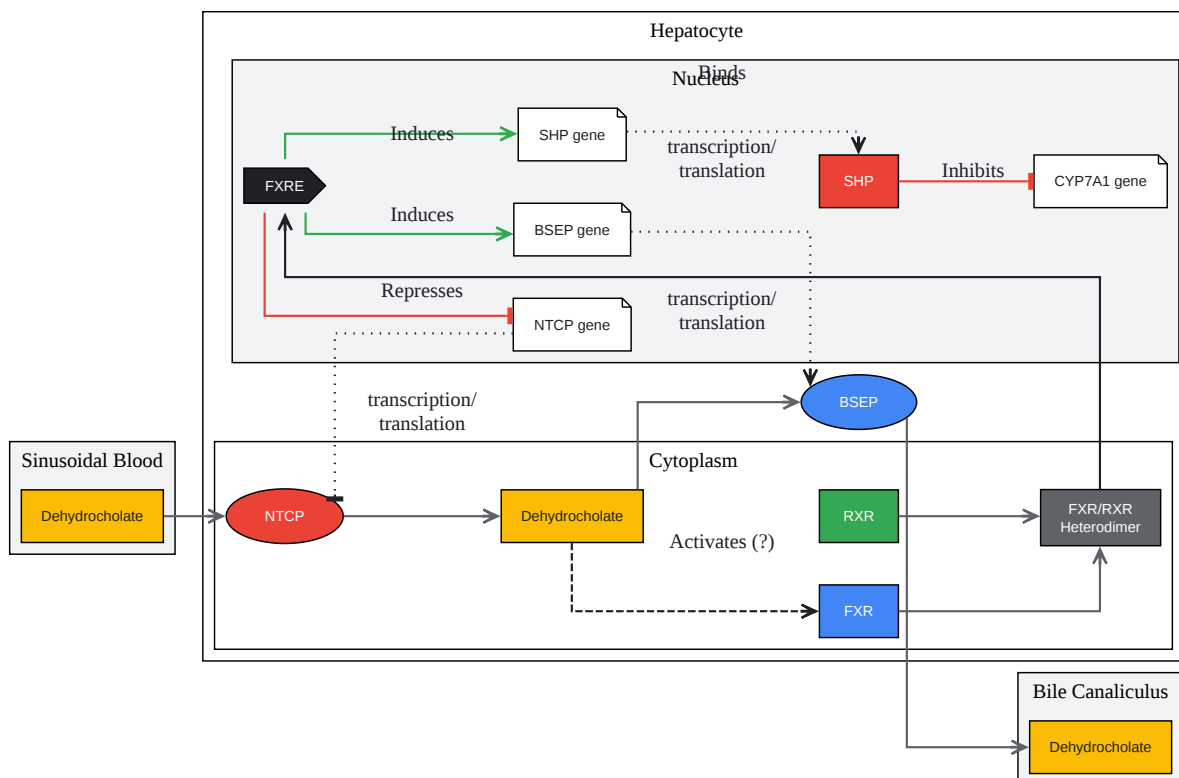 Hepatocyte
Binds
Nucleus
Induces
SHP gene
transcription/
translation
FXRE
SHP
Inhibits
CYP7A1 gene
Induces
BSEP gene
Represses
transcription/
translation
NTCP gene
transcription/
translation
BSEP
Sinusoidal Blood
Cytoplasm
Dehydrocholate
NTCP
Dehydrocholate
RXR
FXR/RXR
Heterodimer
Activates (?)
FXR
Bile Canaliculus
Dehydrocholate